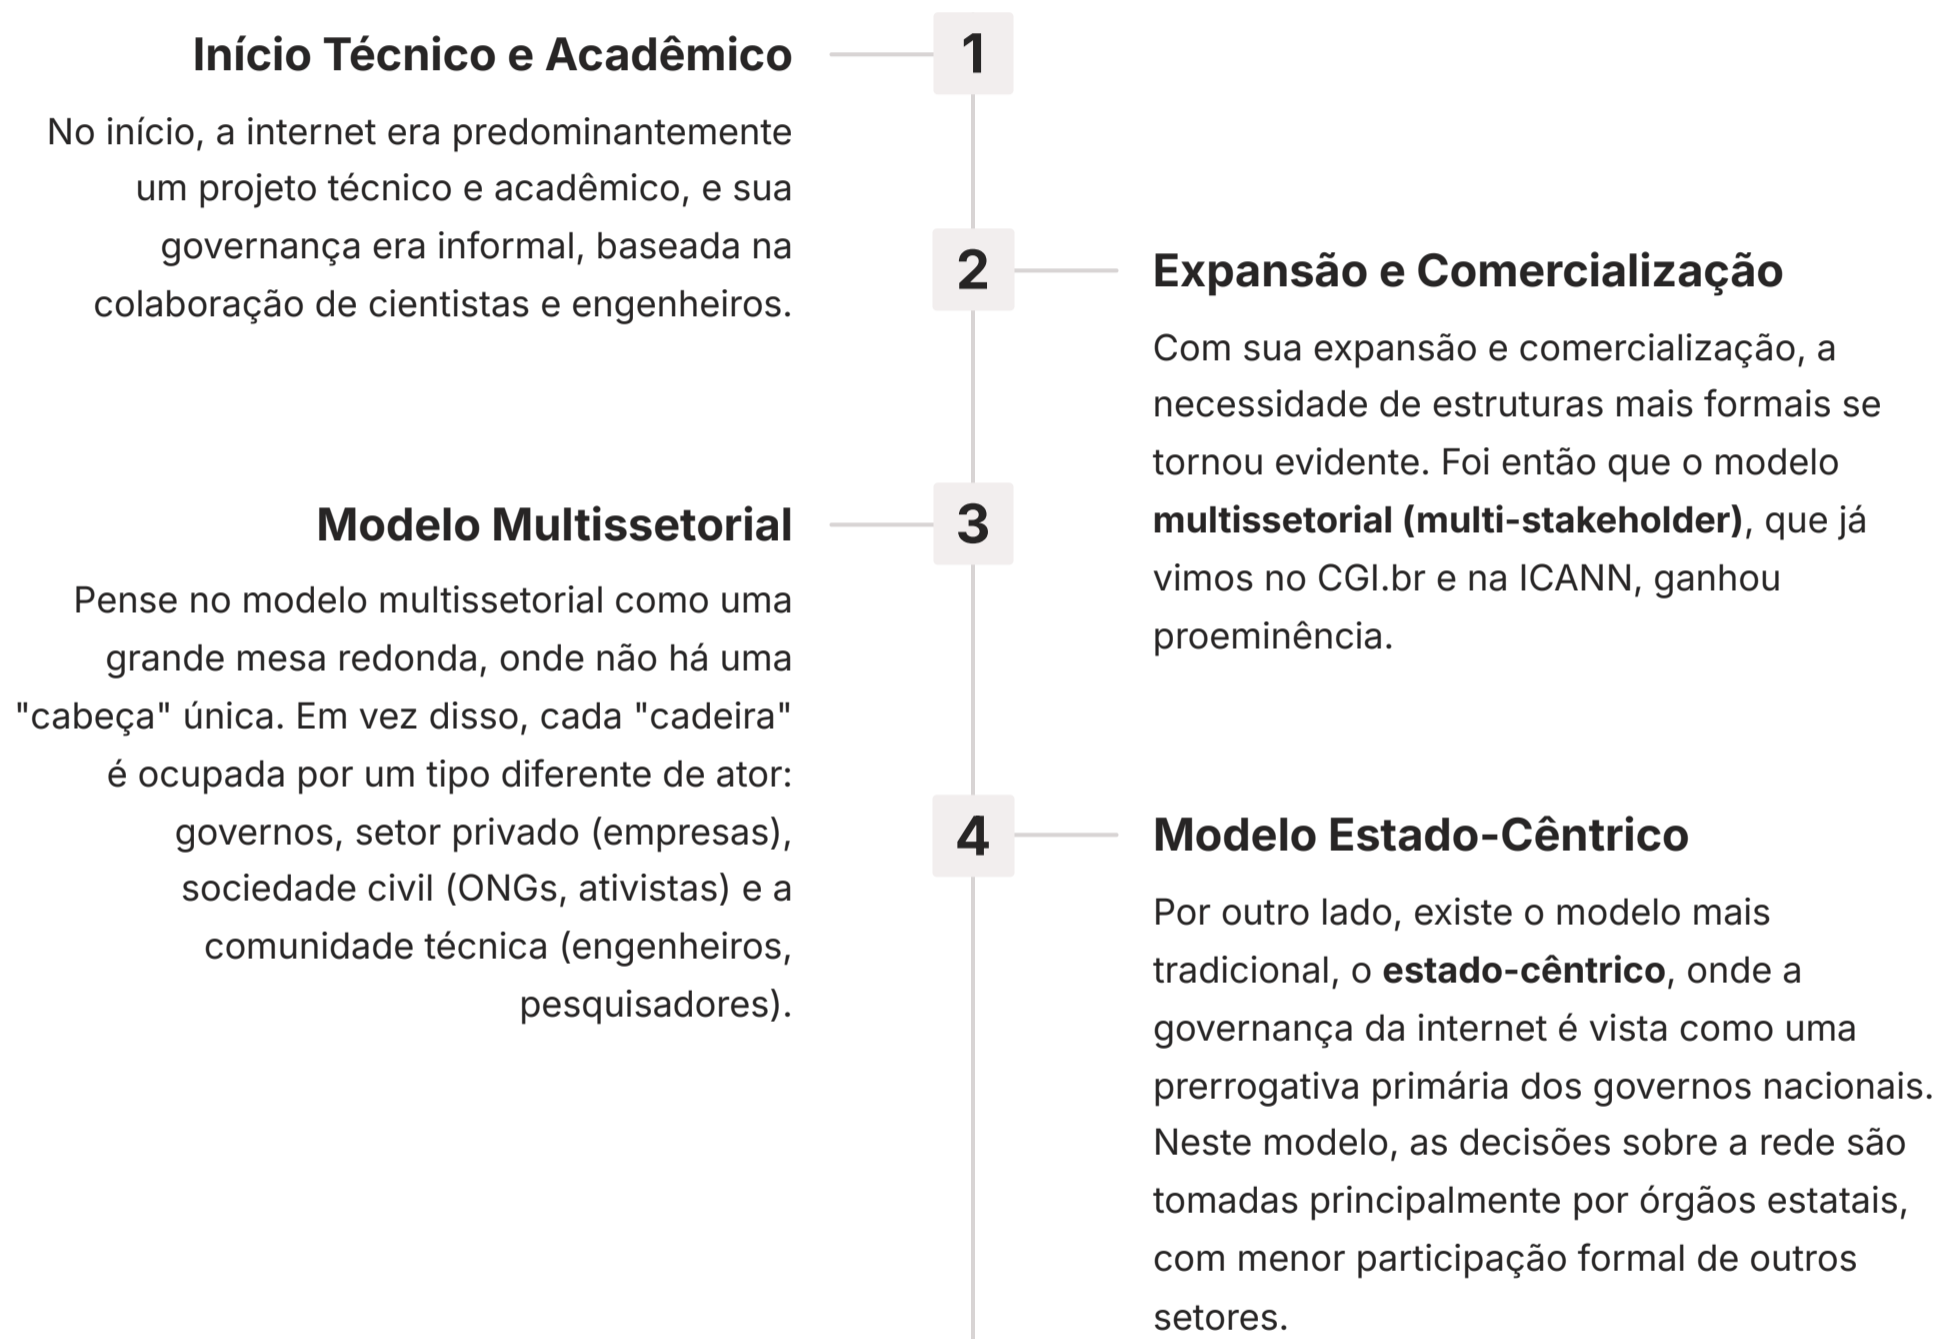 Início Técnico e Acadêmico
1
No início, a internet era predominantemente
um projeto técnico e acadêmico, e sua
governança era informal, baseada na
colaboração de cientistas e engenheiros.
2
Expansão e Comercialização
Com sua expansão e comercialização, a
necessidade de estruturas mais formais se
tornou evidente. Foi então que o modelo
multissetorial (multi-stakeholder), que já
vimos no CGI.br e na ICANN, ganhou
proeminência.
Modelo Multissetorial
3
Pense no modelo multissetorial como uma
grande mesa redonda, onde não há uma
"cabeça" única. Em vez disso, cada "cadeira"
é ocupada por um tipo diferente de ator:
governos, setor privado (empresas),
sociedade civil (ONGs, ativistas) e a
comunidade técnica (engenheiros,
pesquisadores).
4
Modelo Estado-Cêntrico
Por outro lado, existe o modelo mais
tradicional, o estado-cêntrico, onde a
governança da internet é vista como uma
prerrogativa primária dos governos nacionais.
Neste modelo, as decisões sobre a rede são
tomadas principalmente por órgãos estatais,
com menor participação formal de outros
setores.